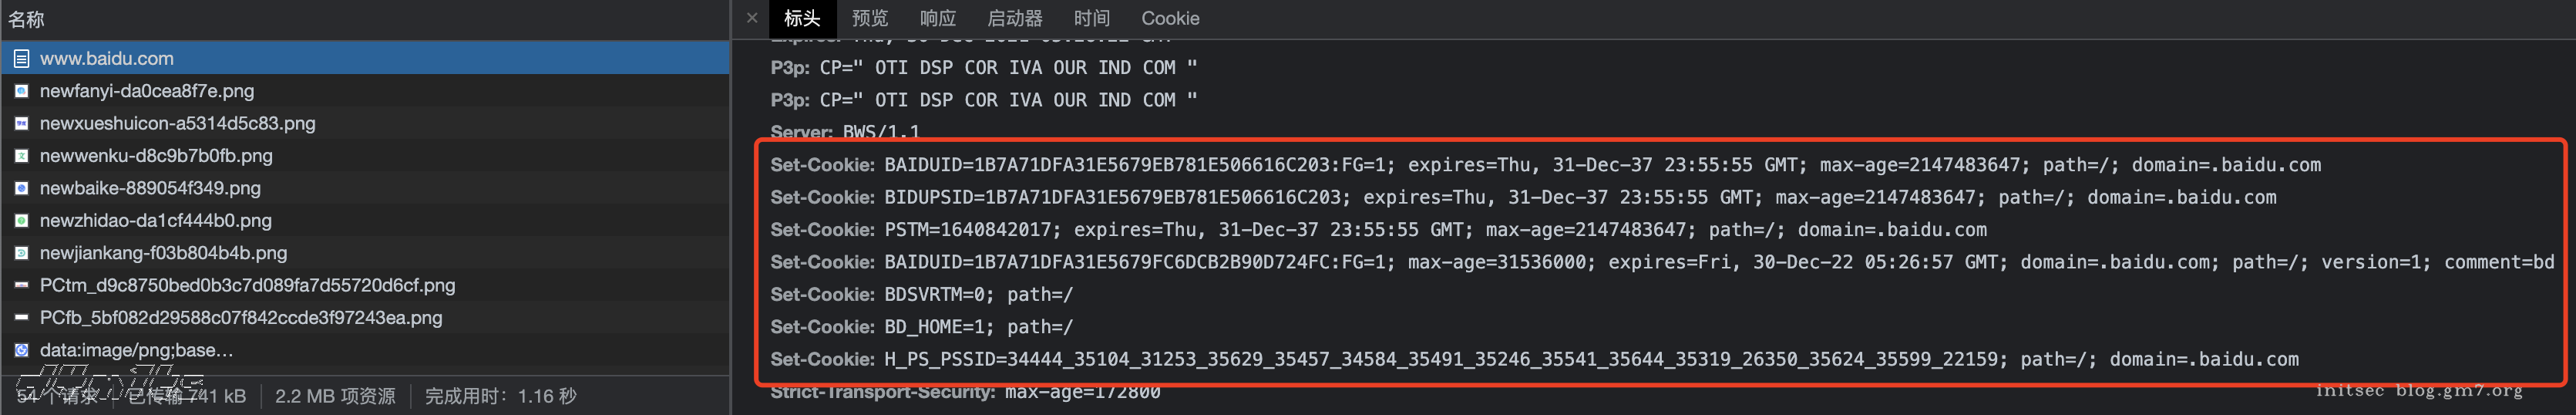 名称
www.baidu.com
newfanyi-da0cea8f7e.png
newxueshuicon-a5314d5c83.png
newwenku-d8c9b7b0fb.png
newbaike-889054f349.png
newzhidao-da1cf444b0.png
newjiankang-f03b804b4b.png
PCtm_d9c8750bed0b3c7d089fa7d55720d6cf.png
PCfb_5bf082d29588c07f842ccde3f97243ea.png
data:image/png;base…
54 个请求 已传输 741 kB 2.2 MB 项资源 完成用时：1.16 秒
× 标头 预览 响应 启动器 时间 Cookie
P3p: CP=" OTI DSP COR IVA OUR IND COM "
P3p: CP=" OTI DSP COR IVA OUR IND COM "
Server: BWS/1.1
Set-Cookie: BAIDUID=1B7A71DFA31E5679EB781E506616C203:FG=1; expires=Thu, 31-Dec-37 23:55:55 GMT; max-age=2147483647; path=/; domain=.baidu.com
Set-Cookie: BIDUPSID=1B7A71DFA31E5679EB781E506616C203; expires=Thu, 31-Dec-37 23:55:55 GMT; max-age=2147483647; path=/; domain=.baidu.com
Set-Cookie: PSTM=1640842017; expires=Thu, 31-Dec-37 23:55:55 GMT; max-age=2147483647; path=/; domain=.baidu.com
Set-Cookie: BAIDUID=1B7A71DFA31E5679FC6DCB2B90D724FC:FG=1; max-age=31536000; expires=Fri, 30-Dec-22 05:26:57 GMT; domain=.baidu.com; path=/; version=1; comment=bd
Set-Cookie: BDSVRTM=0; path=/
Set-Cookie: BD_HOME=1; path=/
Set-Cookie: H_PS_PSSID=34444_35104_31253_35629_35457_34584_35491_35246_35541_35644_35319_26350_35624_35599_22159; path=/; domain=.baidu.com
Strict-Transport-Security: max-age=172800
initsec blog.gm7.org